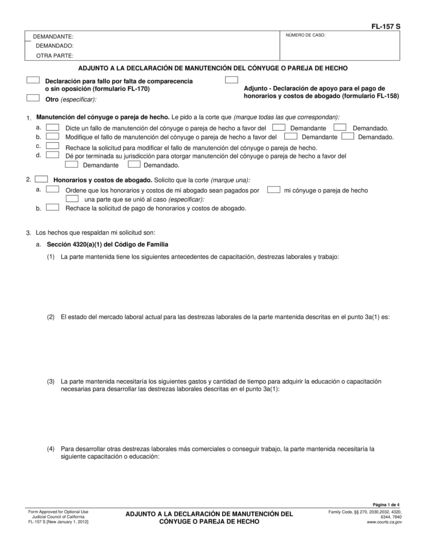 FL-157 S
DEMANDANTE:
NÚMERO DE CASO:
DEMANDADO:
OTRA PARTE:
ADJUNTO A LA DECLARACIÓN DE MANUTENCIÓN DEL CÓNYUGE O PAREJA DE HECHO
Declaración para fallo por falta de comparecencia
o sin oposición (formulario FL-170)
Adjunto - Declaración de apoyo para el pago de
honorarios y costos de abogado (formulario FL-158)
Otro (especificar):
1. Manutención del cónyuge o pareja de hecho. Le pido a la corte que (marque todas las que correspondan):
a. Dicte un fallo de manutención del cónyuge o pareja de hecho a favor del Demandante Demandado.
b. Modifique el fallo de manutención del cónyuge o pareja de hecho a favor del Demandante Demandado.
c. Rechace la solicitud para modificar el fallo de manutención del cónyuge o pareja de hecho.
d. Dé por terminada su jurisdicción para otorgar manutención del cónyuge o pareja de hecho a favor del
Demandante Demandado.
2. Honorarios y costos de abogado. Solicito que la corte (marque una):
a. Ordene que los honorarios y costos de mi abogado sean pagados por mi cónyuge o pareja de hecho
una parte que se unió al caso (especificar):
b. Rechace la solicitud de pago de honorarios y costos de abogado.
3. Los hechos que respaldan mi solicitud son:
a. Sección 4320(a)(1) del Código de Familia
(1) La parte mantenida tiene los siguientes antecedentes de capacitación, destrezas laborales y trabajo:
(2) El estado del mercado laboral actual para las destrezas laborales de la parte mantenida descritas en el punto 3a(1) es:
(3) La parte mantenida necesitaría los siguientes gastos y cantidad de tiempo para adquirir la educación o capacitación
necesarias para desarrollar las destrezas laborales descritas en el punto 3a(1):
(4) Para desarrollar otras destrezas laborales más comerciales o conseguir trabajo, la parte mantenida necesitaría la
siguiente capacitación o educación:
Página 1 de 4
Form Approved for Optional Use
Judicial Council of California
FL-157 S [New January 1, 2012]
ADJUNTO A LA DECLARACIÓN DE MANUTENCIÓN DEL
CÓNYUGE O PAREJA DE HECHO
Family Code, §§ 270, 2030,2032, 4320,
6344, 7640
www.courts.ca.gov